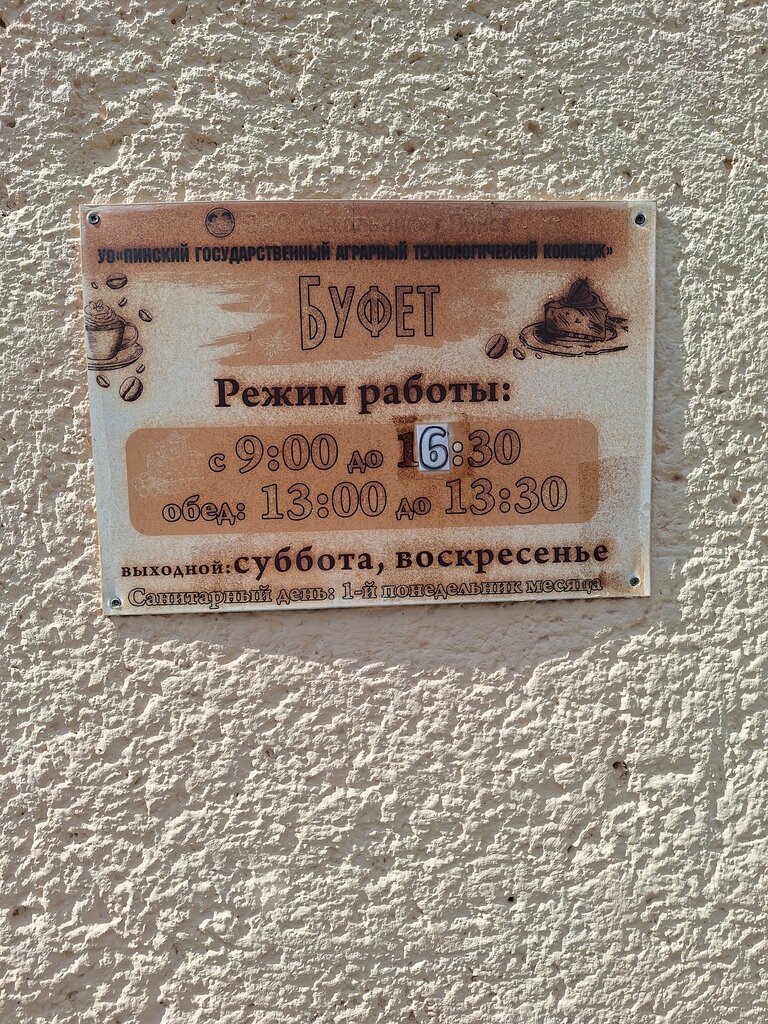 УО«ПИНСКИЙ ГОСУДАРСТВЕННЫЙ АГРАРНЫЙ ТЕХНОЛОГИЧЕСКИЙ КОЛЛЕДЖ»
БУФЕТ
Режим работы:
с 9:00 до 16:30
обед: 13:00 до 13:30
выходной: суббота, воскресенье
Санитарный день: 1-й понедельник месяца